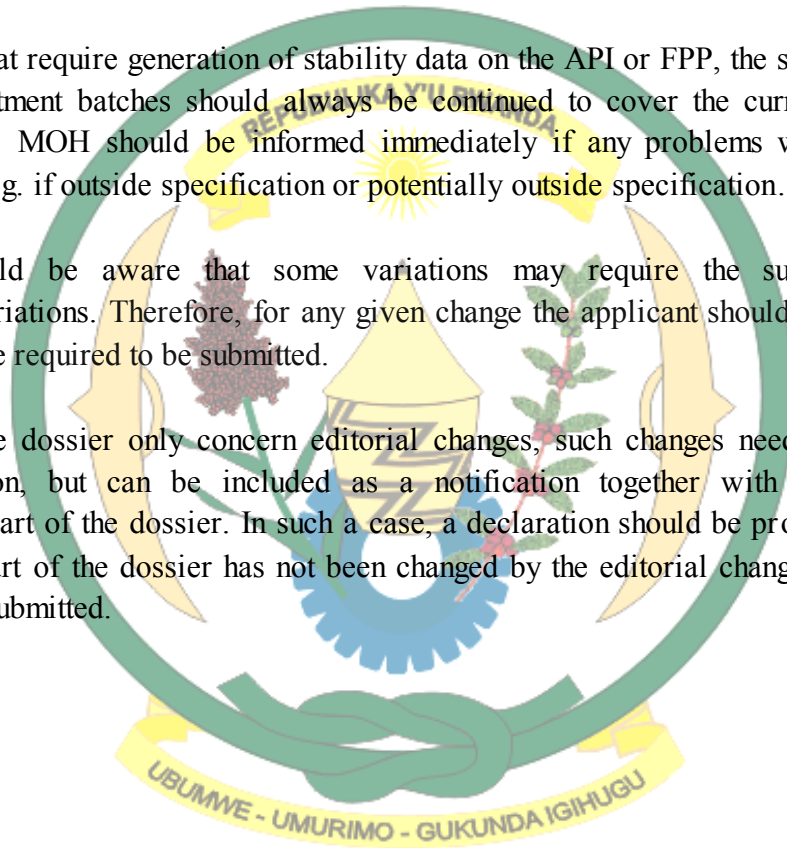 REPUBULIKA Y'U RWANDA
at require generation of stability data on the API or FPP, the s
tment batches should always be continued to cover the curr
MOH should be informed immediately if any problems w
g. if outside specification or potentially outside specification.
ld be aware that some variations may require the su
riations. Therefore, for any given change the applicant should
e required to be submitted.
e dossier only concern editorial changes, such changes need
on, but can be included as a notification together with
art of the dossier. In such a case, a declaration should be pro
art of the dossier has not been changed by the editorial chang
ubmitted.
UBUMWE - UMURIMO - GUKUNDA IGIHUGU